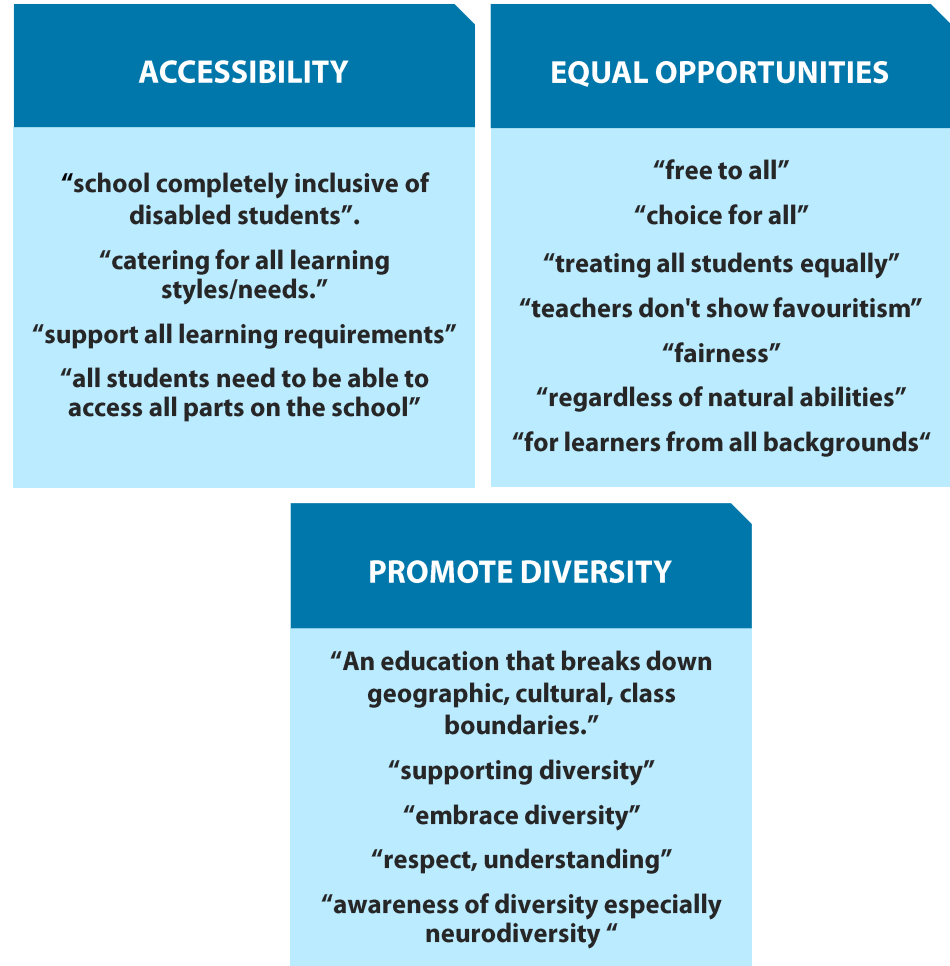 ACCESSIBILITY
“school completely inclusive of
disabled students”.
“catering for all learning
styles/needs.”
“support all learning requirements”
“all students need to be able to
access all parts on the school”
EQUAL OPPORTUNITIES
“free to all”
“choice for all”
“treating all students equally”
“teachers don't show favouritism”
“fairness”
“regardless of natural abilities”
“for learners from all backgrounds“
PROMOTE DIVERSITY
“An education that breaks down
geographic, cultural, class
boundaries.”
“supporting diversity”
“embrace diversity”
“respect, understanding”
“awareness of diversity especially
neurodiversity “